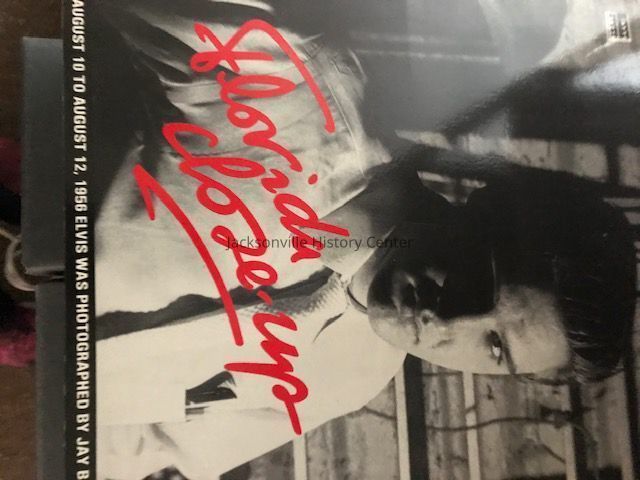 Florida
Close-up
AUGUST 10 TO AUGUST 12, 1956 ELVIS WAS PHOTOGRAPHED BY JAY B
Jacksonville History Center